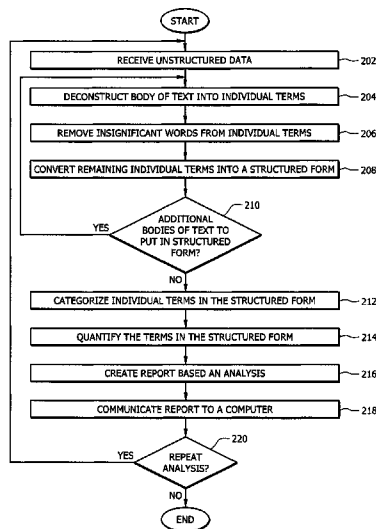 START
RECEIVE UNSTRUCTURED DATA
202
DECONSTRUCT BODY OF TEXT INTO INDIVIDUAL TERMS
204
REMOVE INSIGNIFICANT WORDS FROM INDIVIDUAL TERMS
206
CONVERT REMAINING INDIVIDUAL TERMS INTO A STRUCTURED FORM
208
210
ADDITIONAL
BODIES OF TEXT TO
PUT IN STRUCTURED
FORM?
YES
NO
CATEGORIZE INDIVIDUAL TERMS IN THE STRUCTURED FORM
212
QUANTIFY THE TERMS IN THE STRUCTURED FORM
214
CREATE REPORT BASED AN ANALYSIS
216
COMMUNICATE REPORT TO A COMPUTER
218
220
YES
REPEAT
ANALYSIS?
NO
END